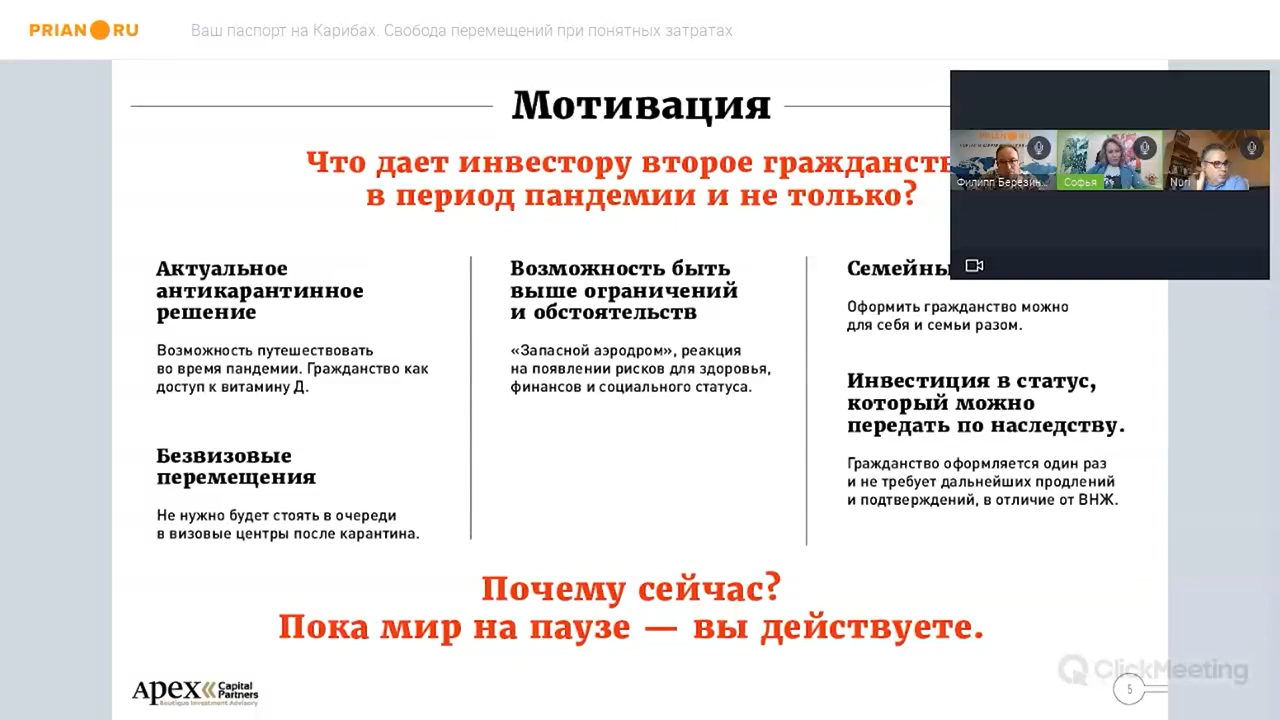 PRIAN RU
Ваш паспорт на Карибах. Свобода перемещений при понятных затратах
Мотивация
Что дает инвестору второе гражданств
в период пандемии и не только?
Филипп Березин...
Софья
Nuri
Актуальное
антикарантинное
решение
Возможность путешествовать
во время пандемии. Гражданство как
доступ к витамину Д.
Безвизовые
перемещения
Не нужно будет стоять в очереди
в визовые центры после карантина.
Возможность быть
выше ограничений
и обстоятельств
«Запасной аэродром», реакция
на появлении рисков для здоровья,
финансов и социального статуса.
Семейны
Оформить гражданство можно
для себя и семьи разом.
Инвестиция в статус,
который можно
передать по наследству.
Гражданство оформляется один раз
и не требует дальнейших продлений
и подтверждений, в отличие от ВНЖ.
Почему сейчас?
Пока мир на паузе — вы действуете.
APEX Capital
Partners
Boutique Investment Advisory
ClickMeeting
5